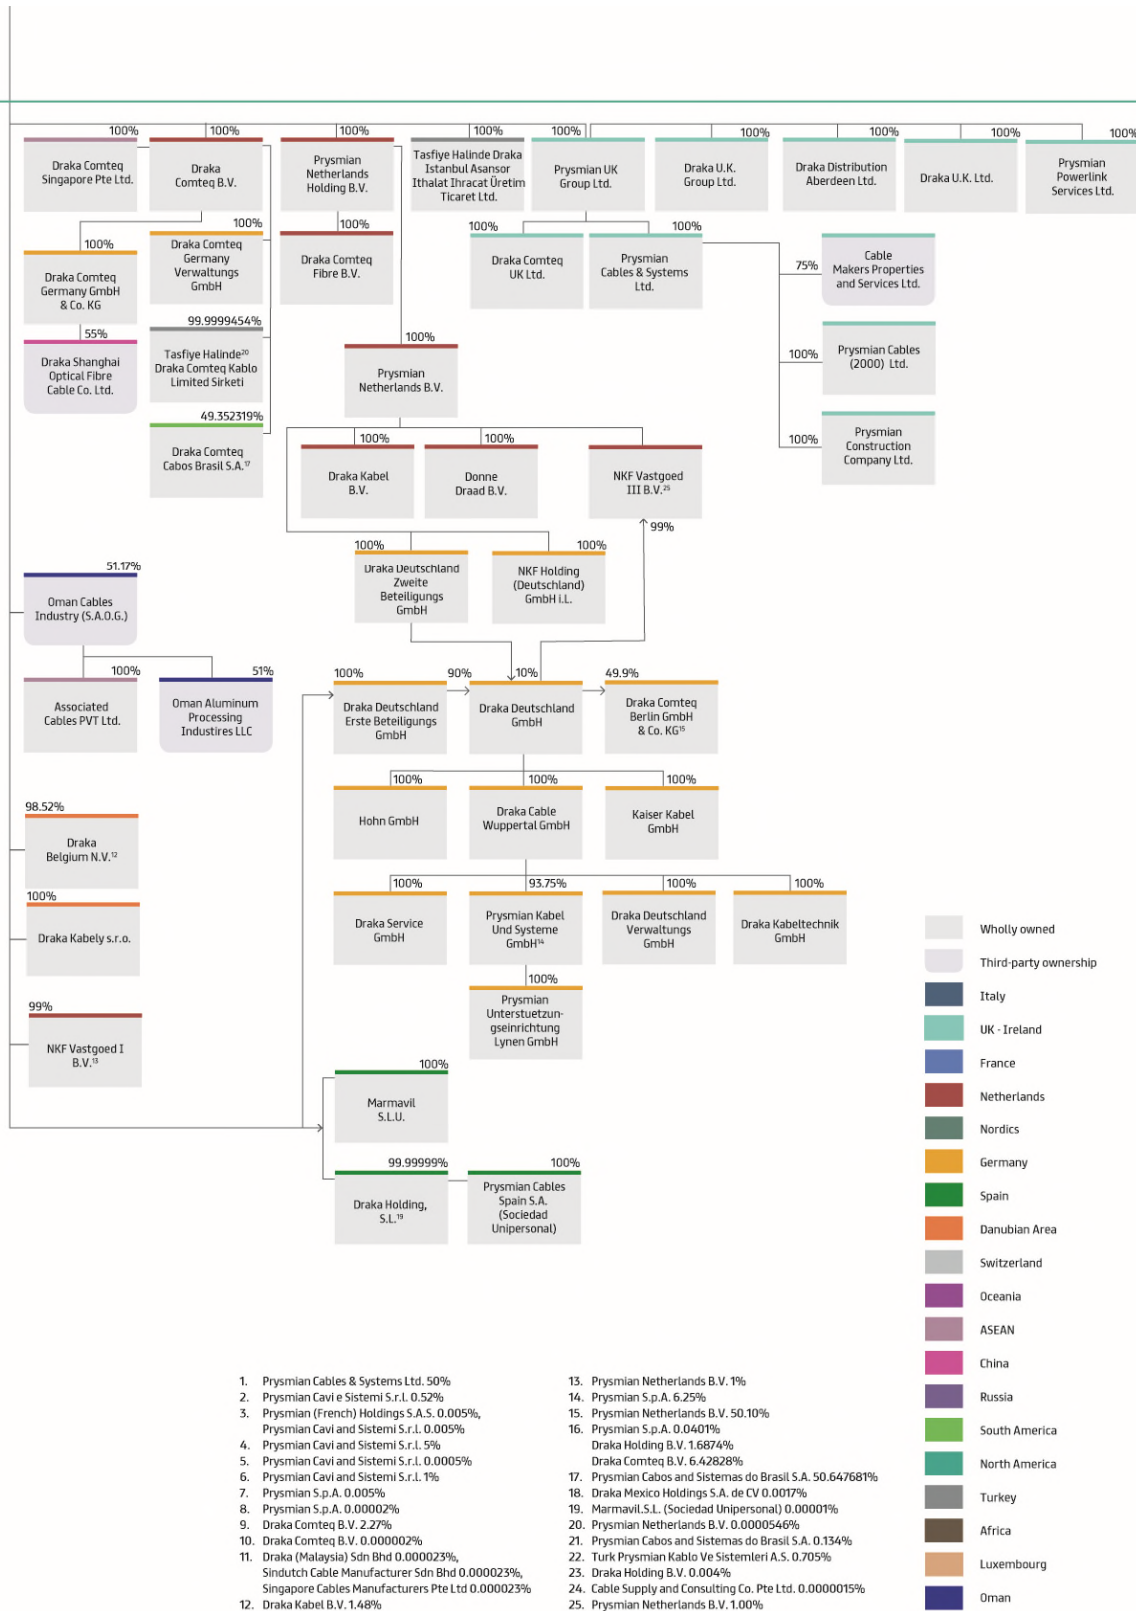 100%
100%
100%
100%
100%
100%
100%
100%
100%
Draka Comteq
Singapore Pte Ltd.
Draka
Comteq B.V.
Prysmian
Netherlands
Holding B.V.
Tasfiye Halinde Draka
Istanbul Asansor
Ithalat Ihracat Üretim
Ticaret Ltd.
Prysmian UK
Group Ltd.
Draka U.K.
Group Ltd.
Draka Distribution
Aberdeen Ltd.
Draka U.K. Ltd.
Prysmian
Powerlink
Services Ltd.
100%
100%
100%
100%
100%
Draka Comteq
Germany GmbH
& Co. KG
Draka Comteq
Germany
Verwaltungs
GmbH
Draka Comteq
Fibre B.V.
Draka Comteq
UK Ltd.
Prysmian
Cables & Systems
Ltd.
75%
Cable
Makers Properties
and Services Ltd.
55%
Draka Shanghai
Optical Fibre
Cable Co. Ltd.
99.9999454%
Tasfiye Halinde20
Draka Comteq Kablo
Limited Sirketi
100%
Prysmian
Netherlands B.V.
100%
Prysmian Cables
(2000) Ltd.
49.352319%
Draka Comteq
Cabos Brasil S.A.17
100%
Draka Kabel
B.V.
100%
Donne
Draad B.V.
NKF Vastgoed
III B.V.25
99%
100%
Prysmian
Construction
Company Ltd.
100%
Draka Deutschland
Zweite
Beteiligungs
GmbH
100%
NKF Holding
(Deutschland)
GmbH i.L.
51.17%
Oman Cables
Industry (S.A.O.G.)
100%
Associated
Cables PVT Ltd.
51%
Oman Aluminum
Processing
Industires LLC
100%
Draka Deutschland
Erste Beteiligungs
GmbH
90%
10%
Draka Deutschland
GmbH
49.9%
Draka Comteq
Berlin GmbH
& Co. KG15
100%
Hohn GmbH
100%
Draka Cable
Wuppertal GmbH
100%
Kaiser Kabel
GmbH
98.52%
Draka
Belgium N.V.12
100%
Draka Kabely s.r.o.
100%
Draka Service
GmbH
93.75%
Prysmian Kabel
Und Systeme
GmbH14
100%
Draka Deutschland
Verwaltungs
GmbH
100%
Draka Kabeltechnik
GmbH
99%
NKF Vastgoed I
B.V.13
100%
Prysmian
Unterstuetzun-
gseinrichtung
Lynen GmbH
100%
Marmavil
S.L.U.
99.99999%
Draka Holding,
S.L.19
100%
Prysmian Cables
Spain S.A.
(Sociedad
Unipersonal)
Wholly owned
Third-party ownership
Italy
UK - Ireland
France
Netherlands
Nordics
Germany
Spain
Danubian Area
Switzerland
Oceania
ASEAN
China
Russia
South America
North America
Turkey
Africa
Luxembourg
Oman
1. Prysmian Cables & Systems Ltd. 50%
2. Prysmian Cavi e Sistemi S.r.l. 0.52%
3. Prysmian (French) Holdings S.A.S. 0.005%,
Prysmian Cavi and Sistemi S.r.l. 0.005%
4. Prysmian Cavi and Sistemi S.r.l. 5%
5. Prysmian Cavi and Sistemi S.r.l. 0.0005%
6. Prysmian Cavi and Sistemi S.r.l. 1%
7. Prysmian S.p.A. 0.005%
8. Prysmian S.p.A. 0.00002%
9. Draka Comteq B.V. 2.27%
10. Draka Comteq B.V. 0.000002%
11. Draka (Malaysia) Sdn Bhd 0.000023%,
Sindutch Cable Manufacturer Sdn Bhd 0.000023%,
Singapore Cables Manufacturers Pte Ltd 0.000023%
12. Draka Kabel B.V. 1.48%
13. Prysmian Netherlands B.V. 1%
14. Prysmian S.p.A. 6.25%
15. Prysmian Netherlands B.V. 50.10%
16. Prysmian S.p.A. 0.0401%
Draka Holding B.V. 1.6874%
Draka Comteq B.V. 6.42828%
17. Prysmian Cabos and Sistemas do Brasil S.A. 50.647681%
18. Draka Mexico Holdings S.A. de CV 0.0017%
19. Marmavil.S.L. (Sociedad Unipersonal) 0.00001%
20. Prysmian Netherlands B.V. 0.0000546%
21. Prysmian Cabos and Sistemas do Brasil S.A. 0.134%
22. Turk Prysmian Kablo Ve Sistemleri A.S. 0.705%
23. Draka Holding B.V. 0.004%
24. Cable Supply and Consulting Co. Pte Ltd. 0.0000015%
25. Prysmian Netherlands B.V. 1.00%